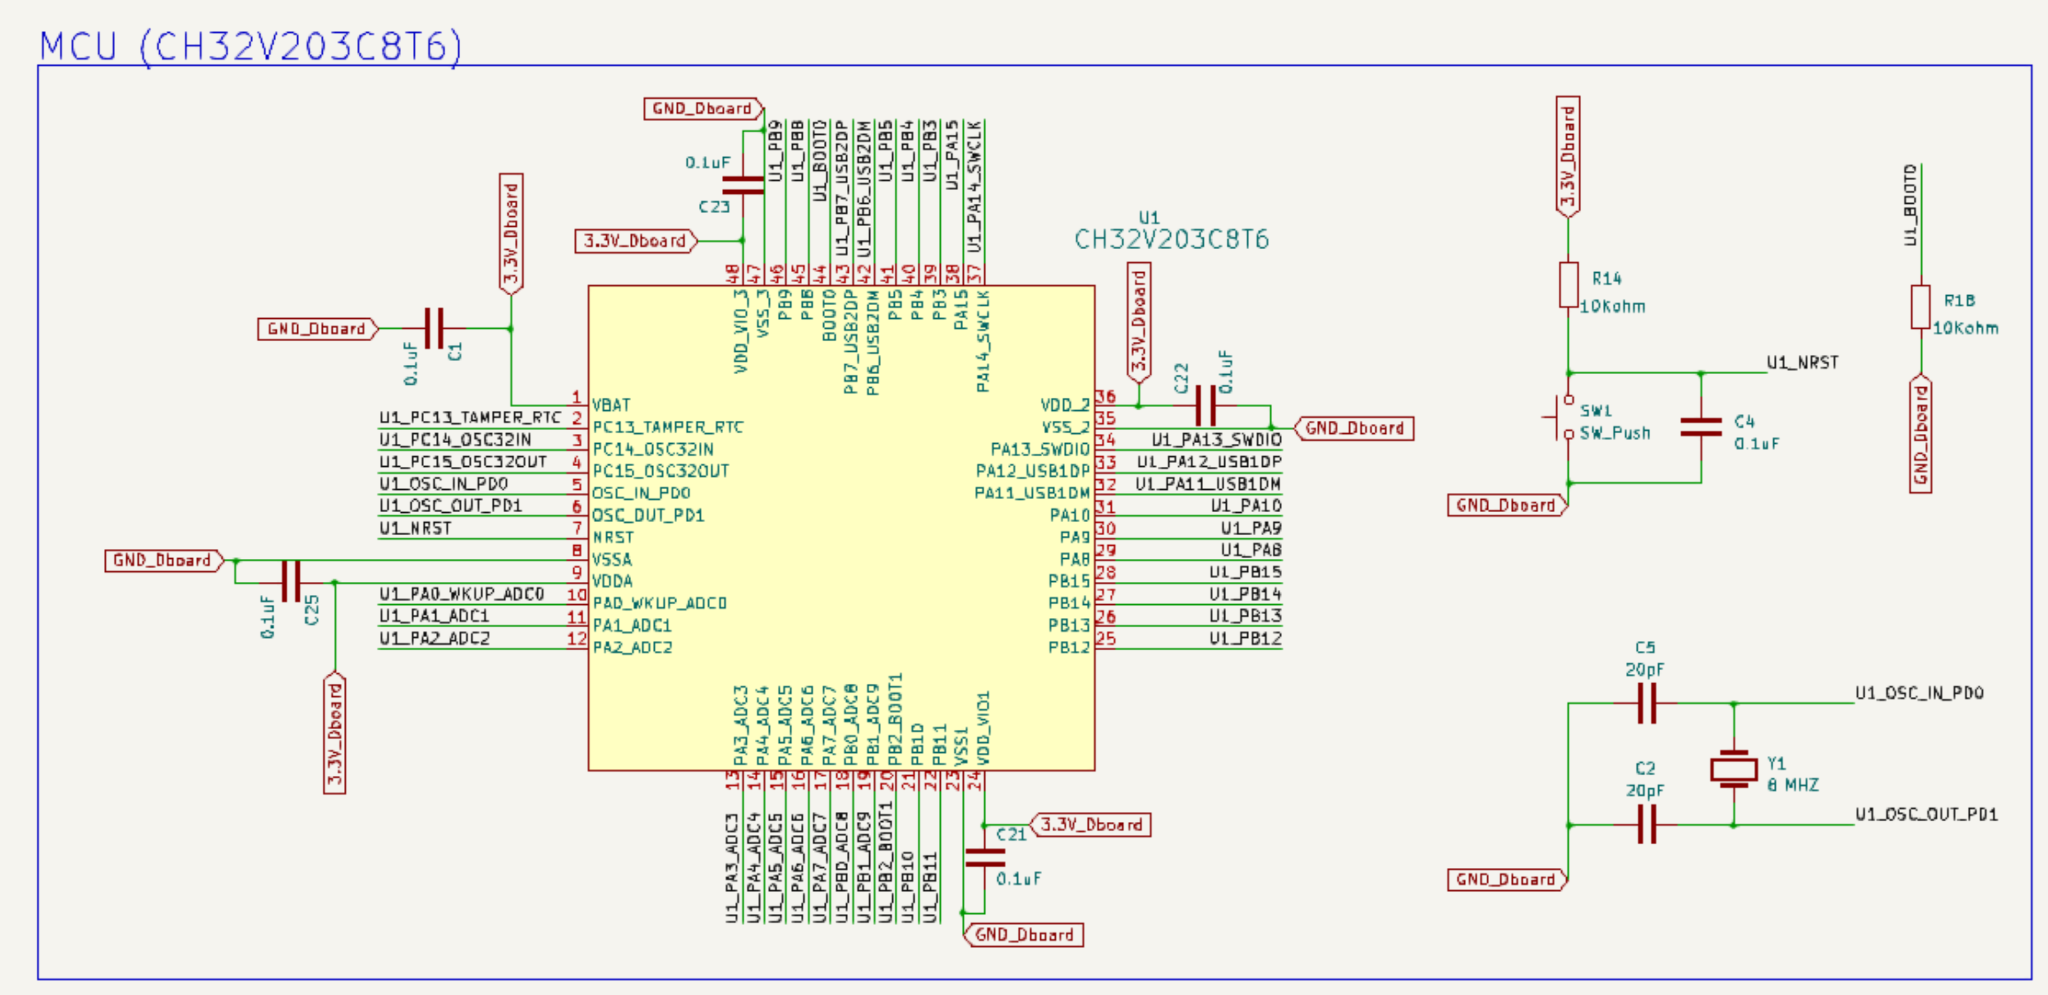 MCU (CH32V203C8T6)
GND_Dboard
0.1uF
C23
3.3V_Dboard
U1_PB9
U1_PB8
U1_BOOT0
U1_PB7_USB2DP
U1_PB6_USB2DM
U1_PB5
U1_PB4
U1_PB3
U1_PA15
U1_PA14_SWCLK
48 47 46 45 44 43 42 41 40 39 38 37
VDD_VIO_3
VSS_3
PB9
PB8
BOOT0
PB7_USB2DP
PB6_USB2DM
PB5
PB4
PB3
PA15
PA14_SWCLK
U1
CH32V203C8T6
3.3V_Dboard
GND_Dboard
0.1uF
C1
U1_PC13_TAMPER_RTC
U1_PC14_OSC32IN
U1_PC15_OSC32OUT
U1_OSC_IN_PD0
U1_OSC_OUT_PD1
U1_NRST
GND_Dboard
0.1uF
C25
3.3V_Dboard
U1_PA0_WKUP_ADC0
U1_PA1_ADC1
U1_PA2_ADC2
1 VBAT
2 PC13_TAMPER_RTC
3 PC14_OSC32IN
4 PC15_OSC32OUT
5 OSC_IN_PD0
6 OSC_OUT_PD1
7 NRST
8 VSSA
9 VDDA
10 PA0_WKUP_ADC0
11 PA1_ADC1
12 PA2_ADC2
VDD_2 36
VSS_2 35
PA13_SWDIO 34
PA12_USB1DP 33
PA11_USB1DM 32
PA10 31
PA9 30
PA8 29
PB15 28
PB14 27
PB13 26
PB12 25
3.3V_Dboard
C22
0.1uF
GND_Dboard
U1_PA13_SWDIO
U1_PA12_USB1DP
U1_PA11_USB1DM
U1_PA10
U1_PA9
U1_PA8
U1_PB15
U1_PB14
U1_PB13
U1_PB12
PA3_ADC3
PA4_ADC4
PA5_ADC5
PA6_ADC6
PA7_ADC7
PB0_ADC8
PB1_ADC9
PB2_BOOT1
PB10
PB11
VSS1
VDD_VIO1
13 14 15 16 17 18 19 20 21 22 23 24
U1_PA3_ADC3
U1_PA4_ADC4
U1_PA5_ADC5
U1_PA6_ADC6
U1_PA7_ADC7
U1_PB0_ADC8
U1_PB1_ADC9
U1_PB2_BOOT1
U1_PB10
U1_PB11
3.3V_Dboard
C21
0.1uF
GND_Dboard
3.3V_Dboard
R14
10Kohm
U1_NRST
SW1
SW_Push
C4
0.1uF
GND_Dboard
U1_BOOT0
R18
10Kohm
GND_Dboard
C5
20pF
U1_OSC_IN_PD0
Y1
8 MHZ
C2
20pF
U1_OSC_OUT_PD1
GND_Dboard